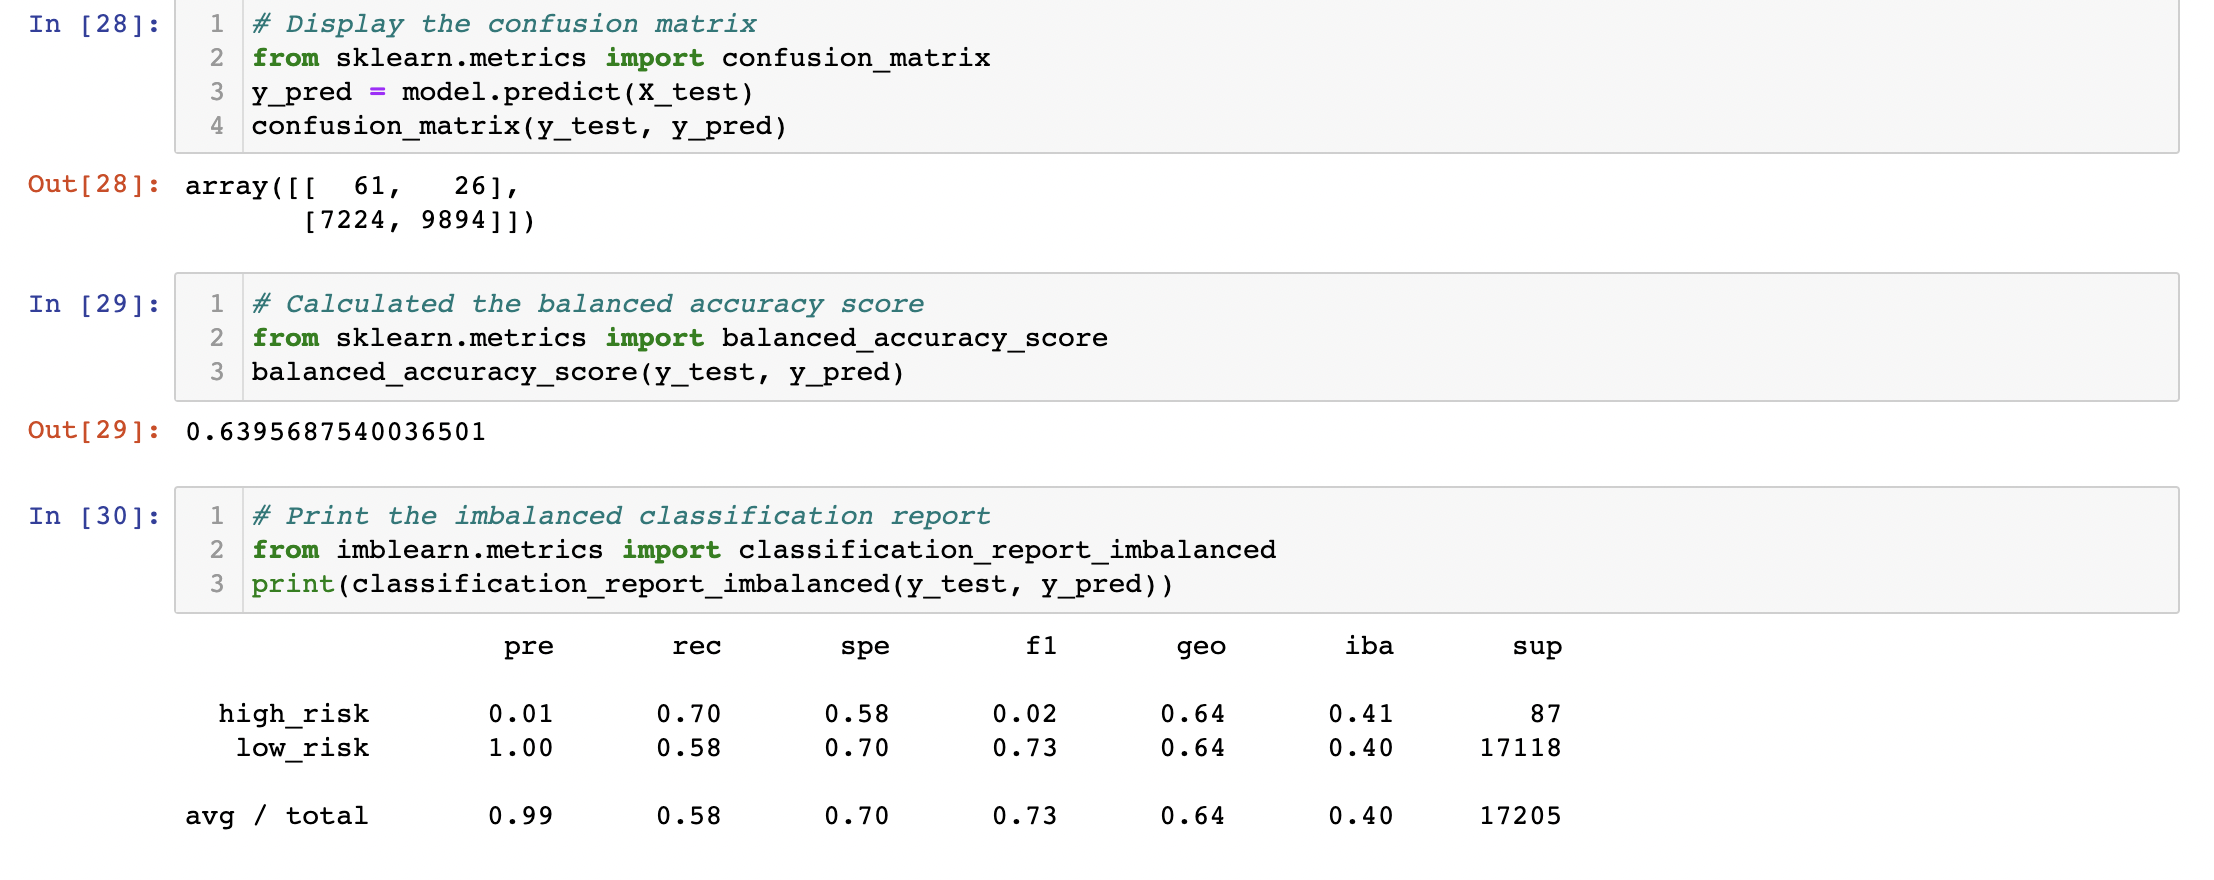 In [28]:
1 # Display the confusion matrix
2 from sklearn.metrics import confusion_matrix
3 y_pred = model.predict(X_test)
4 confusion_matrix(y_test, y_pred)
Out[28]: array([[  61,   26],
       [7224, 9894]])
In [29]:
1 # Calculated the balanced accuracy score
2 from sklearn.metrics import balanced_accuracy_score
3 balanced_accuracy_score(y_test, y_pred)
Out[29]: 0.6395687540036501
In [30]:
1 # Print the imbalanced classification report
2 from imblearn.metrics import classification_report_imbalanced
3 print(classification_report_imbalanced(y_test, y_pred))
pre rec spe f1 geo iba sup
high_risk 0.01 0.70 0.58 0.02 0.64 0.41 87
low_risk 1.00 0.58 0.70 0.73 0.64 0.40 17118
avg / total 0.99 0.58 0.70 0.73 0.64 0.40 17205